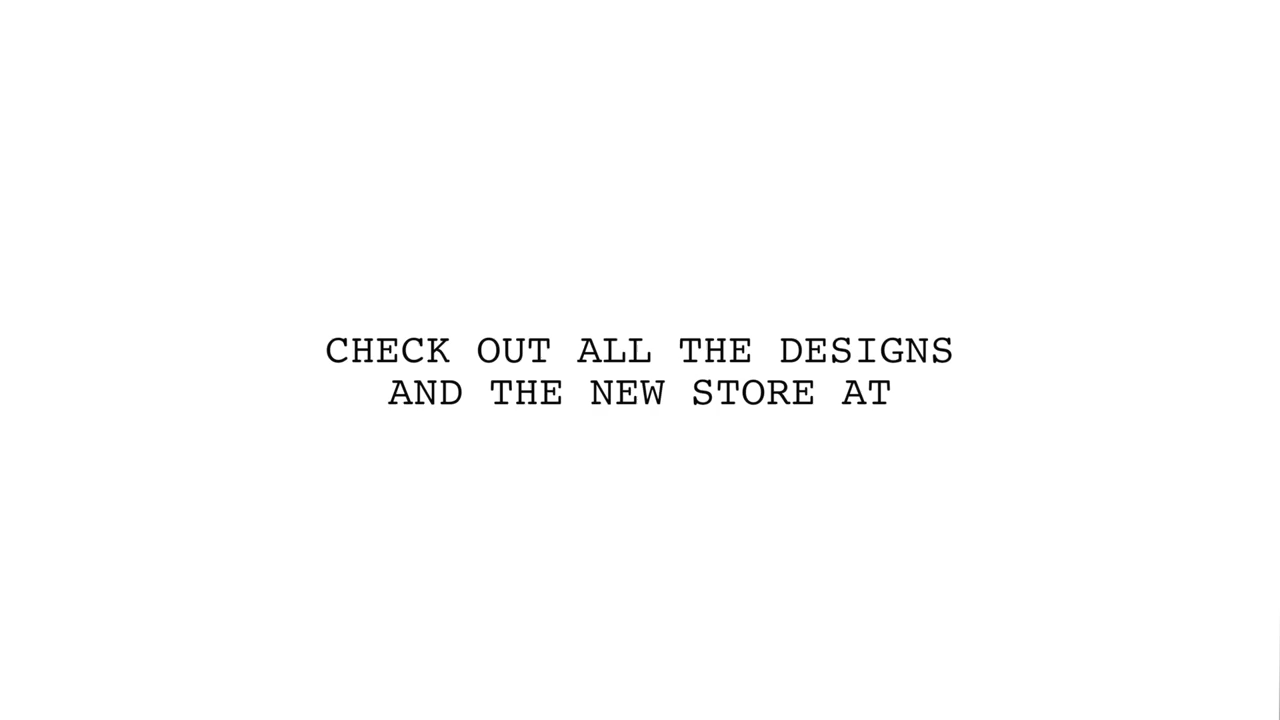 CHECK OUT ALL THE DESIGNS
AND THE NEW STORE AT